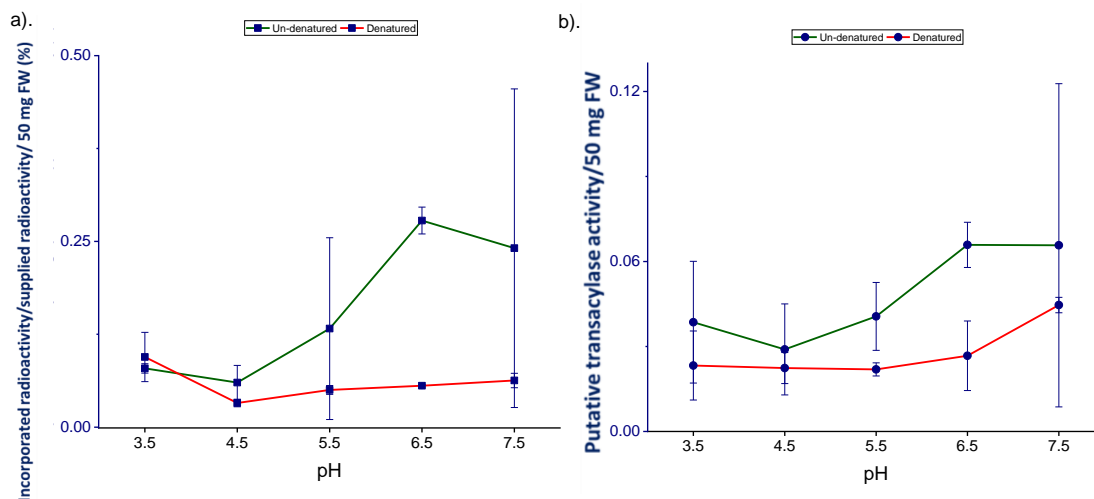 a).
Un-denatured Denatured
Incorporated radioactivity/supplied radioactivity/ 50 mg FW (%)
0.50
0.25
0.00
3.5 4.5 5.5 6.5 7.5
pH
b).
Un-denatured Denatured
Putative transacylase activity/50 mg FW
0.12
0.06
0.00
3.5 4.5 5.5 6.5 7.5
pH